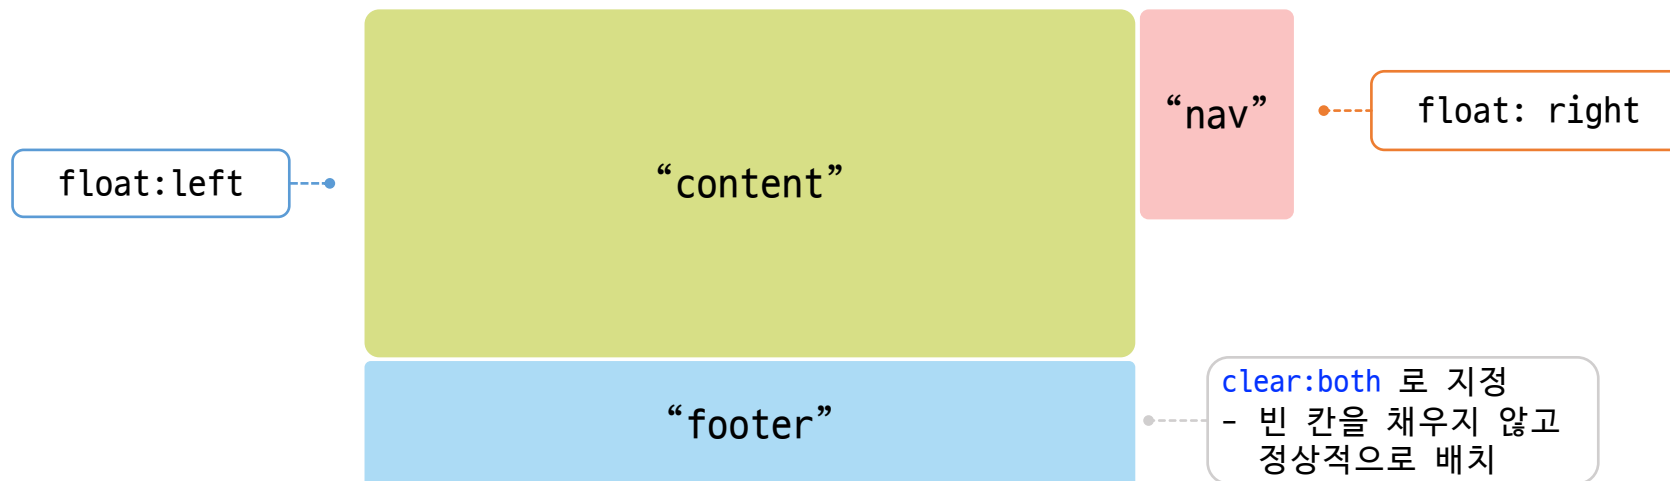 float:left
“content”
“nav”
float: right
“footer”
clear:both 로 지정
- 빈 칸을 채우지 않고
정상적으로 배치